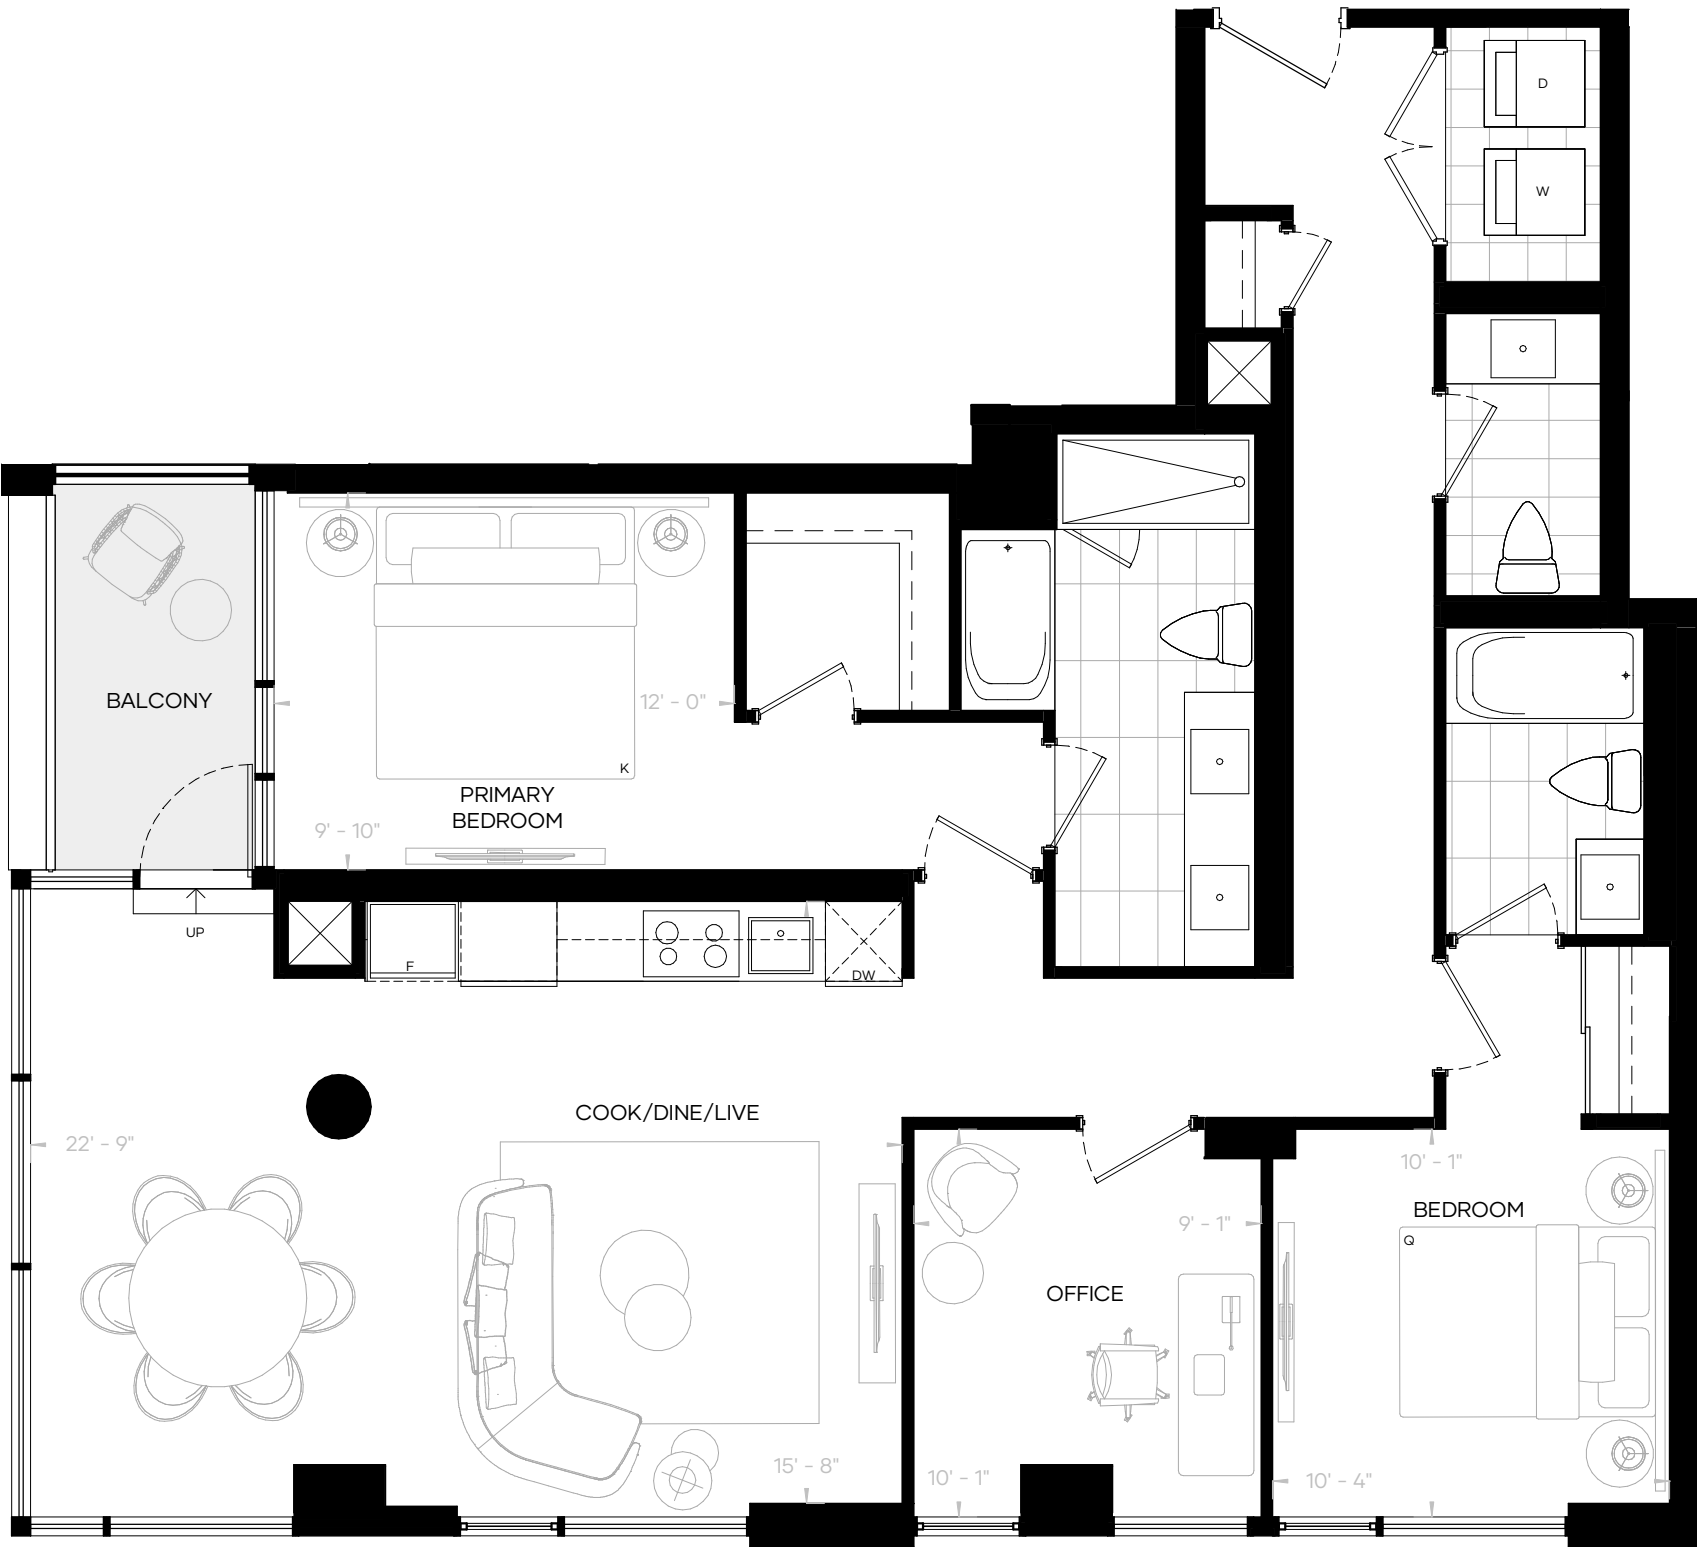 D
W
BALCONY
12' - 0"
K
PRIMARY
BEDROOM
9' - 10"
UP
F
DW
COOK/DINE/LIVE
22' - 9"
10' - 1"
BEDROOM
9' - 1"
Q
OFFICE
15' - 8"
10' - 1"
10' - 4"